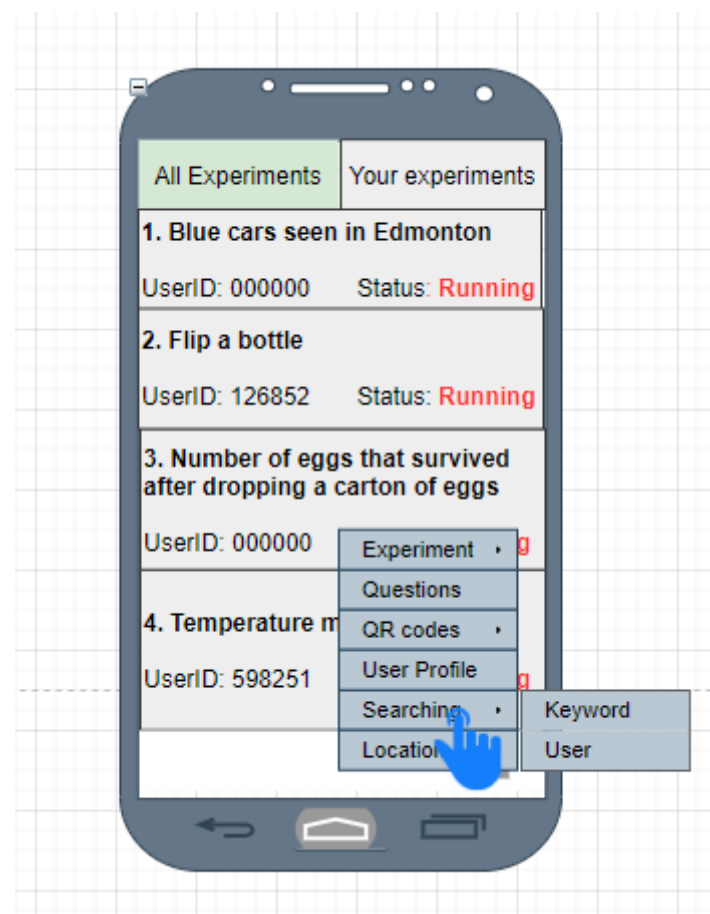 All Experiments
Your experiments
1. Blue cars seen in Edmonton
UserID: 000000 Status: Running
2. Flip a bottle
UserID: 126852 Status: Running
3. Number of eggs that survived
after dropping a carton of eggs
UserID: 000000
4. Temperature
UserID: 598251
Experiment
Questions
QR codes
User Profile
Searching
Location
Keyword
User